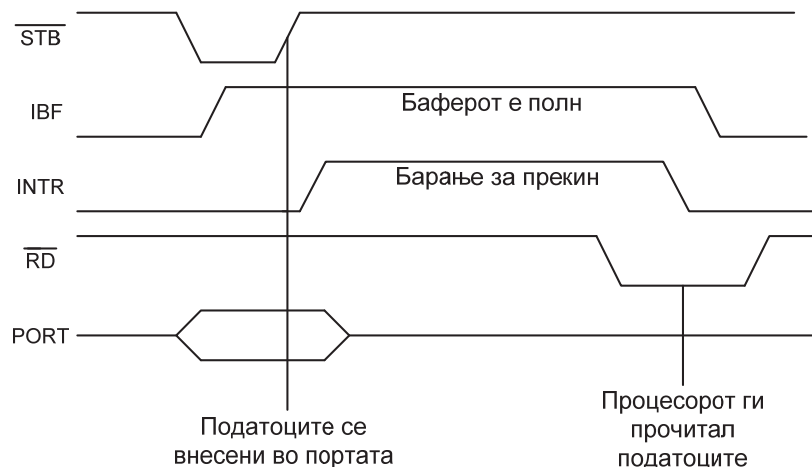 STB
IBF
Баферот е полн
INTR
Барање за прекин
RD
PORT
Податоците се
внесени во портата
Процесорот ги
прочитал
податоците